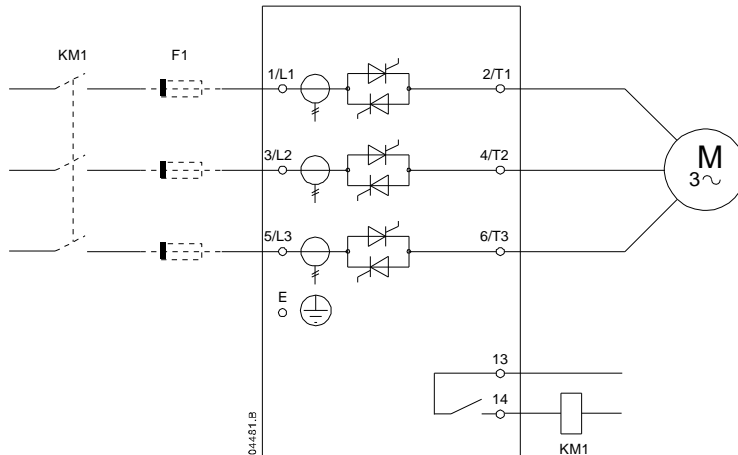 KM1
F1
1/L1
2/T1
3/L2
4/T2
M
3~
5/L3
6/T3
E
13
14
KM1
04481.B